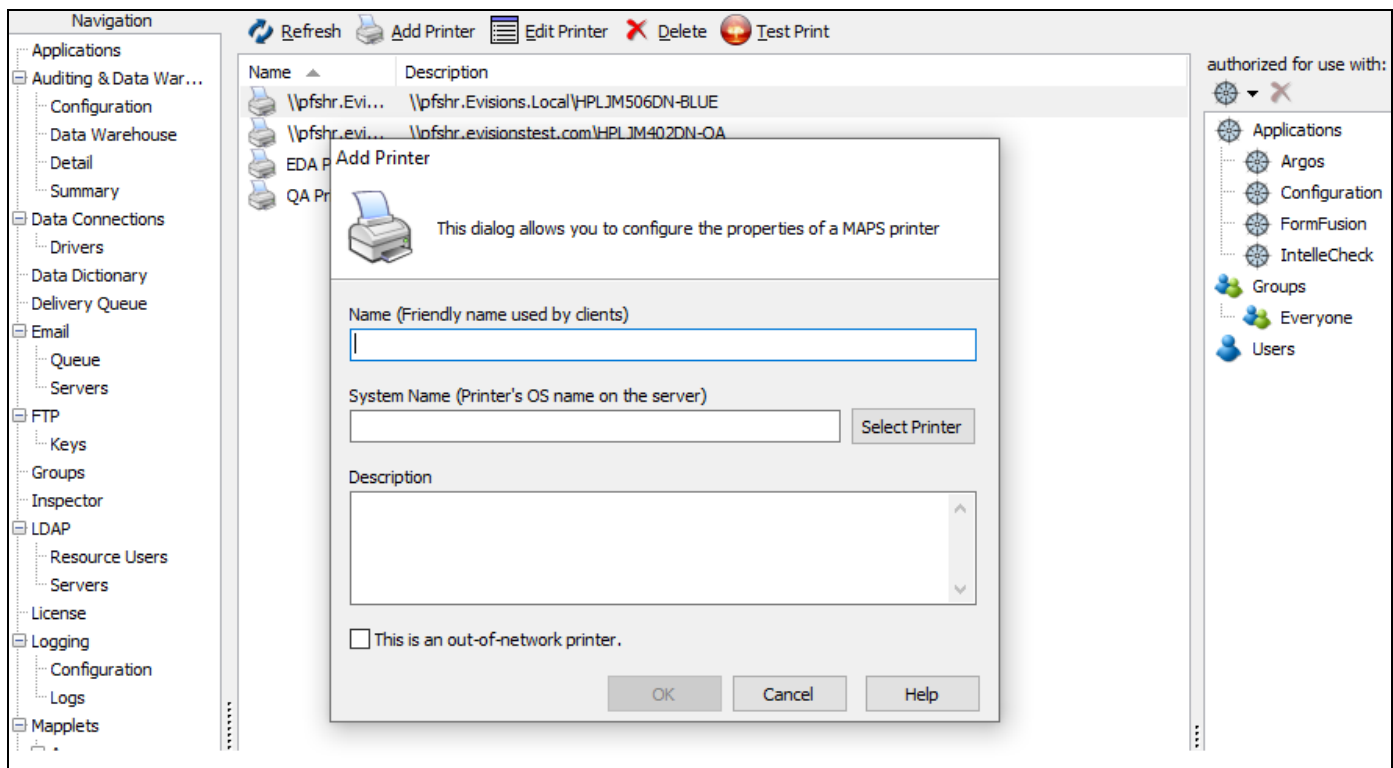 Navigation
Applications
Auditing & Data War...
Configuration
Data Warehouse
Detail
Summary
Data Connections
Drivers
Data Dictionary
Delivery Queue
Email
Queue
Servers
FTP
Keys
Groups
Inspector
LDAP
Resource Users
Servers
License
Logging
Configuration
Logs
Mapplets
Refresh Add Printer Edit Printer Delete Test Print
Name Description
\\pfshr.Evi... \\pfshr.Evisions.Local\HPLJM506DN-BLUE
\\pfshr.evi... \\pfshr.evisionstest.com\HPLJM402DN-QA
EDA P
QA Pr
Add Printer
This dialog allows you to configure the properties of a MAPS printer
Name (Friendly name used by clients)
System Name (Printer's OS name on the server)
Select Printer
Description
This is an out-of-network printer.
OK Cancel Help
authorized for use with:
Applications
Argos
Configuration
FormFusion
IntelleCheck
Groups
Everyone
Users